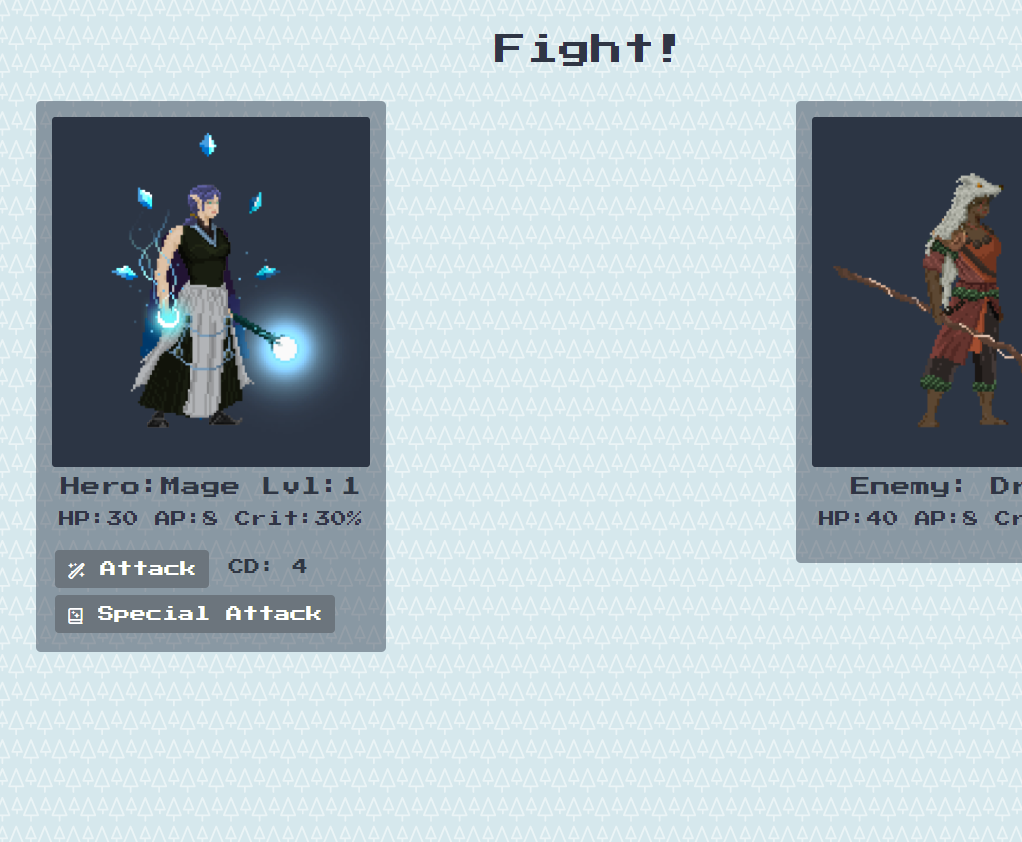 Fight!
Hero:Mage Lvl:1
HP:30 AP:8 Crit:30%
Attack
CD: 4
Special Attack
Enemy:
HP:40 AP:8